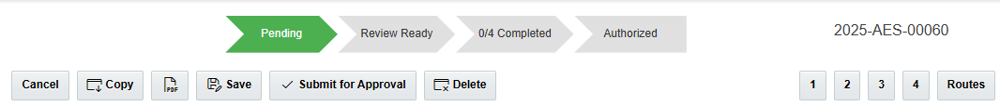 Pending Review Ready 0/4 Completed Authorized 2025-AES-00060
Cancel Copy PDF Save Submit for Approval Delete 1 2 3 4 Routes